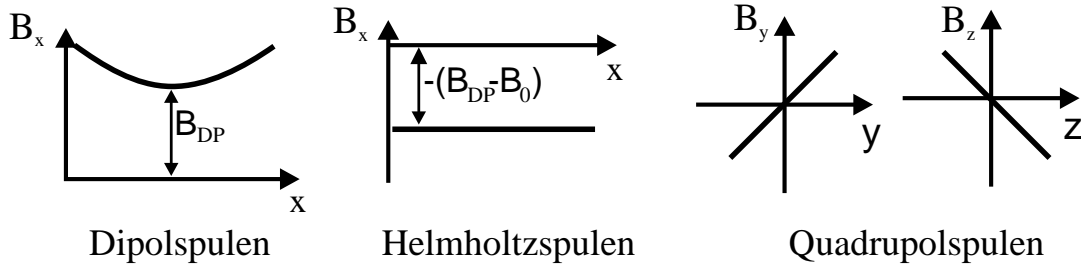 B_x
B_DP
x
Dipolspulen
B_x
x
-(B_DP-B_0)
Helmholtzspulen
B_y
y
B_z
z
Quadrupolspulen